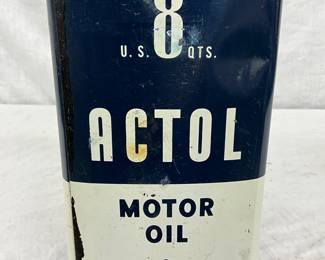 8
U.S. QTS.
ACTOL
MOTOR
OIL